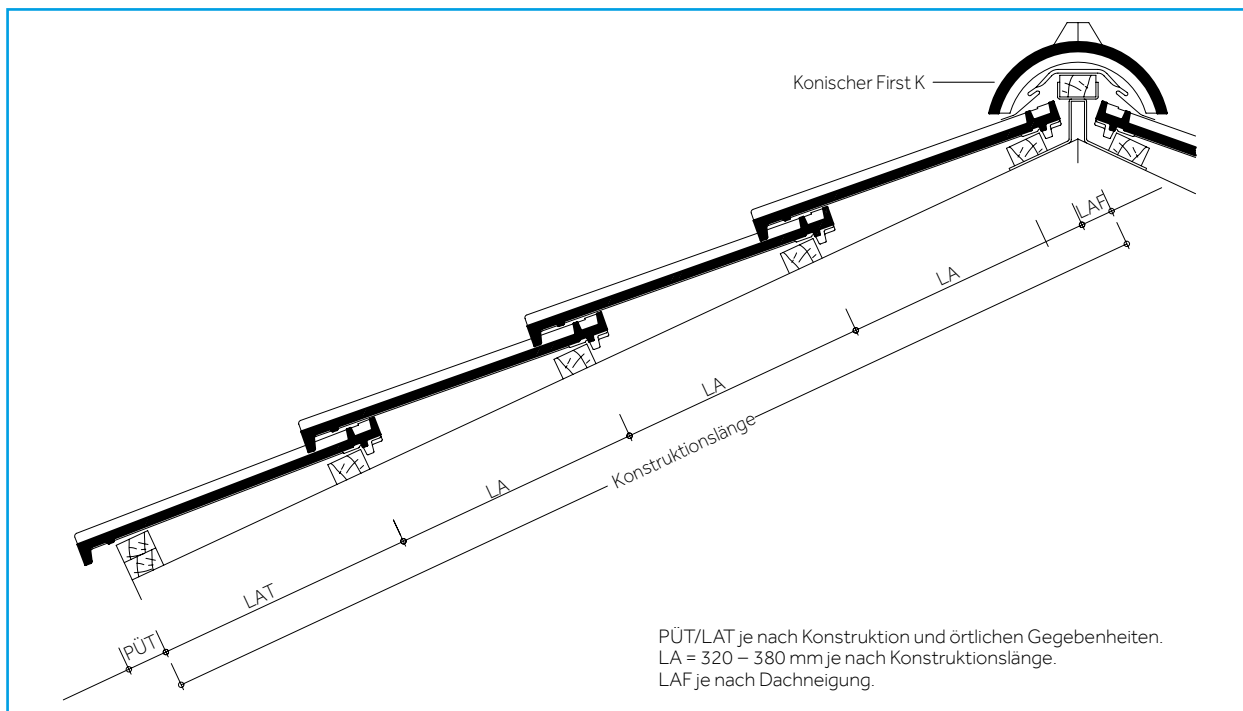 Konischer First K
LAF
LA
LA
Konstruktionslänge
LA
LAT
PÜT
PÜT/LAT je nach Konstruktion und örtlichen Gegebenheiten.
LA = 320 – 380 mm je nach Konstruktionslänge.
LAF je nach Dachneigung.